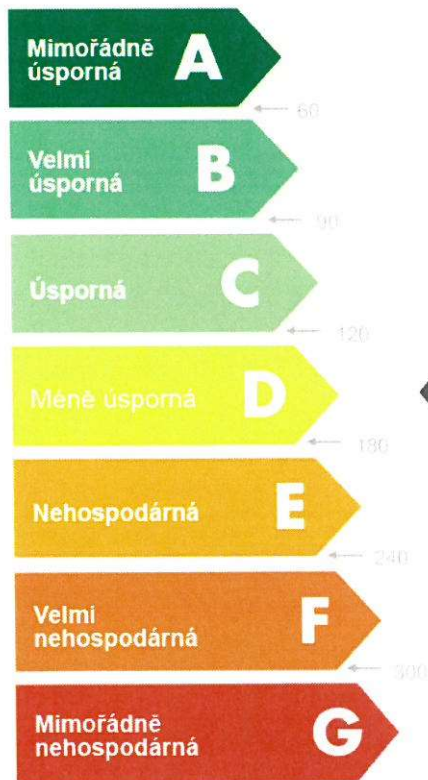 Mimořádně
úsporná
A
← 60
Velmi
úsporná
B
← 90
Úsporná
C
← 120
Méně úsporná
D
← 180
Nehospodárná
E
← 240
Velmi
nehospodárná
F
← 300
Mimořádně
nehospodárná
G